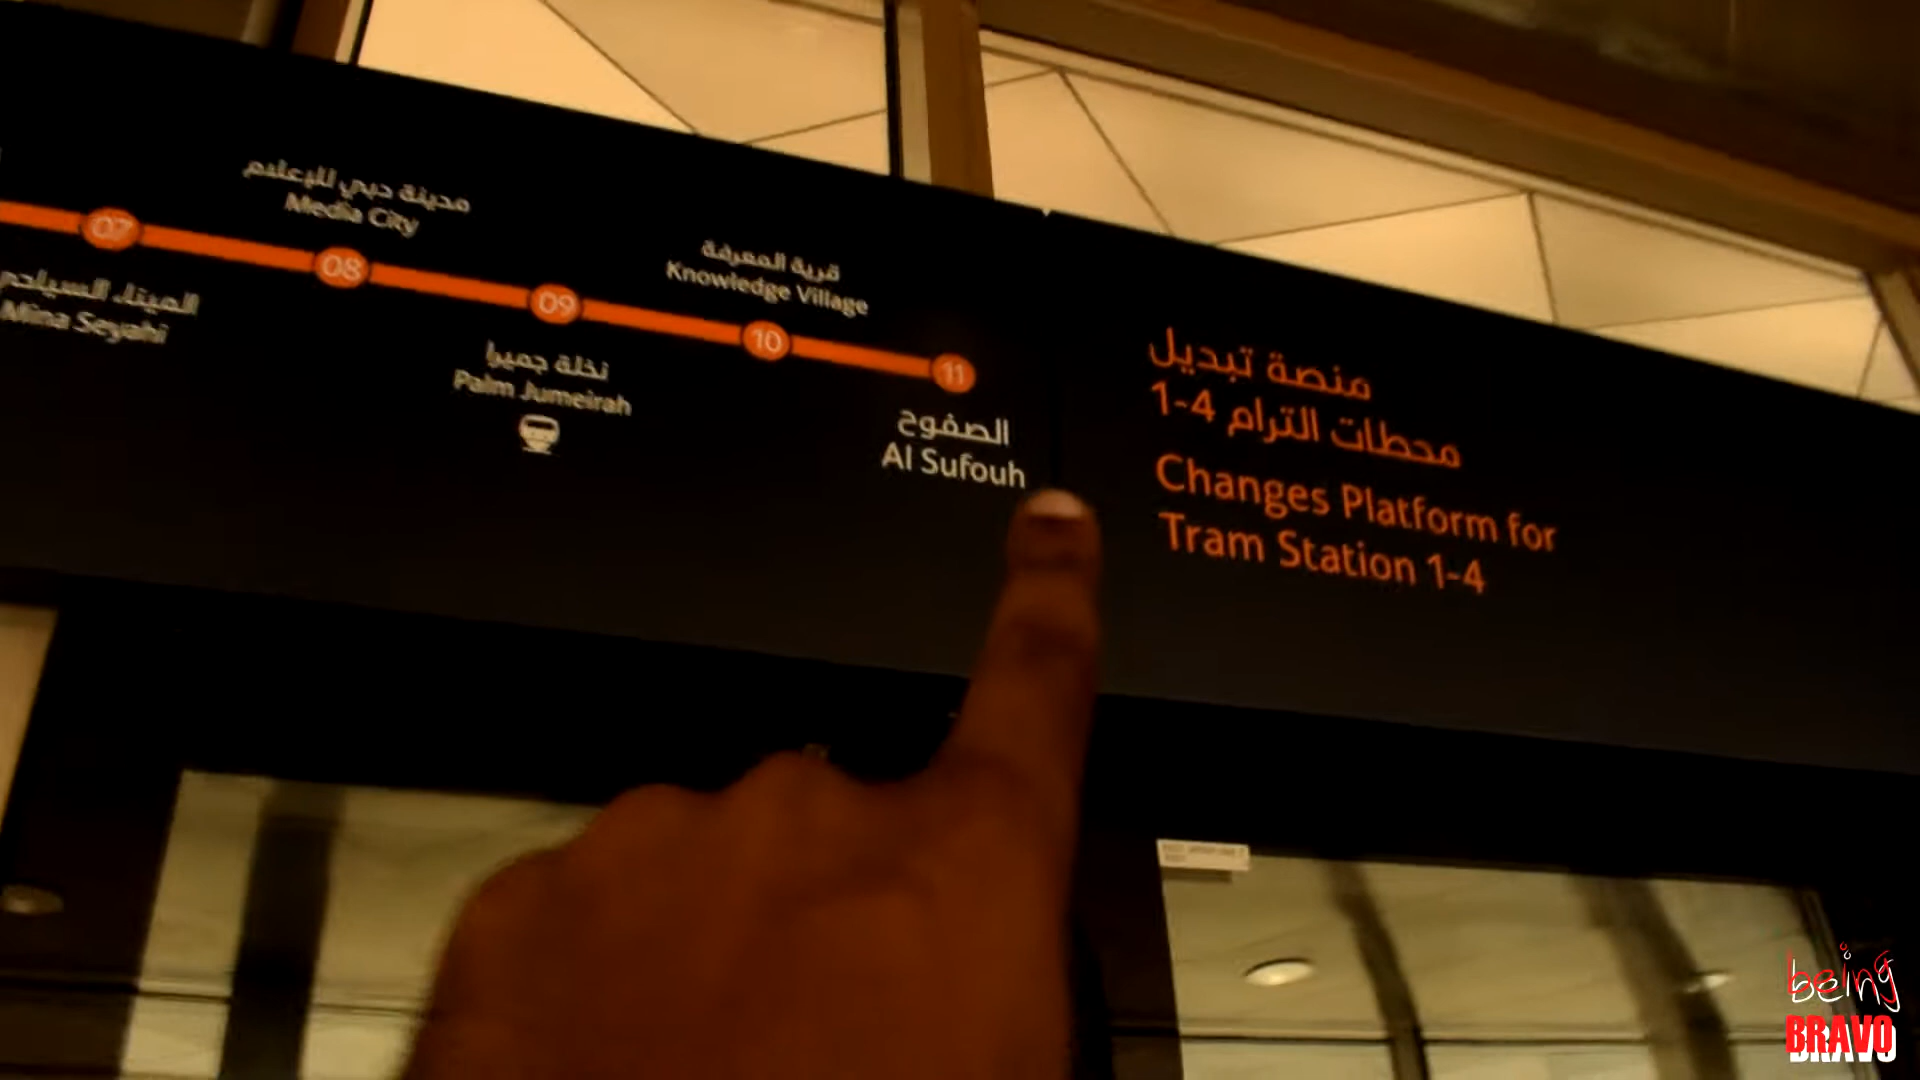 07
الميناء السياحي
Mina Seyahi
مدينة دبي للإعلام
Media City
08
09
نخلة جميرا
Palm Jumeirah
قرية المعرفة
Knowledge Village
10
11
الصفوح
Al Sufouh
منصة تبديل
محطات الترام 4-1
Changes Platform for
Tram Station 1-4
being
BRAVO